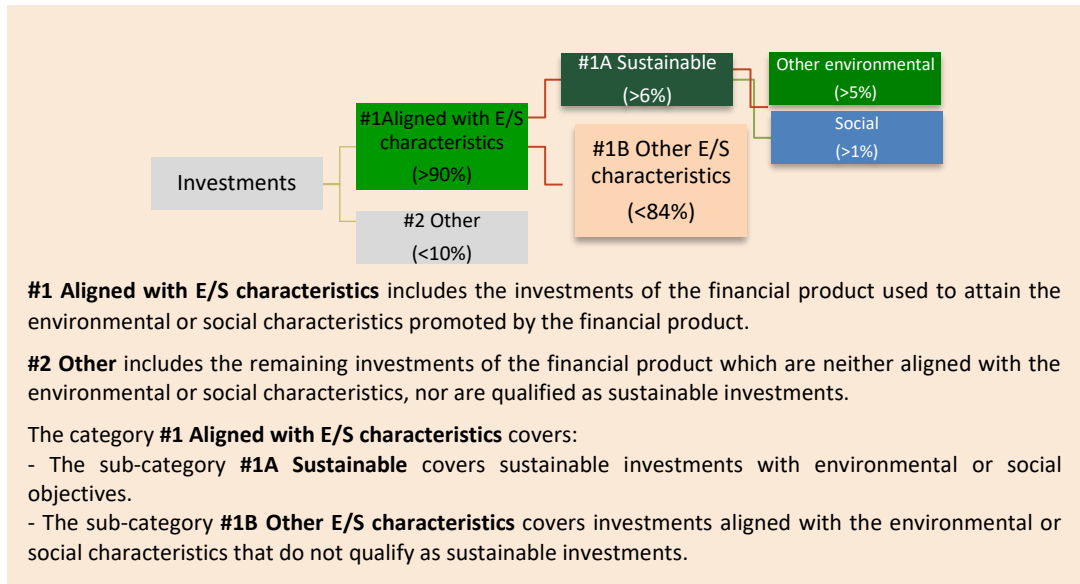 #1A Sustainable
(>6%)
Other environmental
(>5%)
Social
(>1%)
#1Aligned with E/S
characteristics
(>90%)
#1B Other E/S
characteristics
(<84%)
Investments
#2 Other
(<10%)
#1 Aligned with E/S characteristics includes the investments of the financial product used to attain the
environmental or social characteristics promoted by the financial product.
#2 Other includes the remaining investments of the financial product which are neither aligned with the
environmental or social characteristics, nor are qualified as sustainable investments.
The category #1 Aligned with E/S characteristics covers:
- The sub-category #1A Sustainable covers sustainable investments with environmental or social
objectives.
- The sub-category #1B Other E/S characteristics covers investments aligned with the environmental or
social characteristics that do not qualify as sustainable investments.